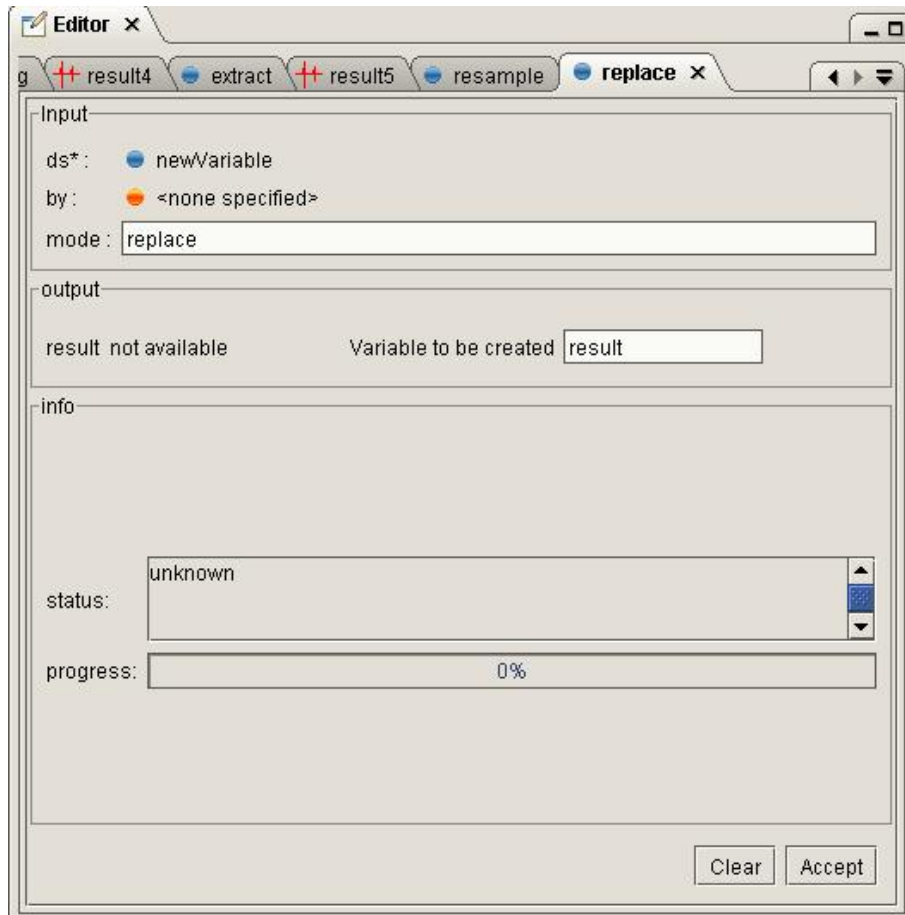 Editor
g result4 extract result5 resample replace
Input
ds* : newVariable
by : <none specified>
mode : replace
output
result not available Variable to be created result
info
status: unknown
progress: 0%
Clear Accept